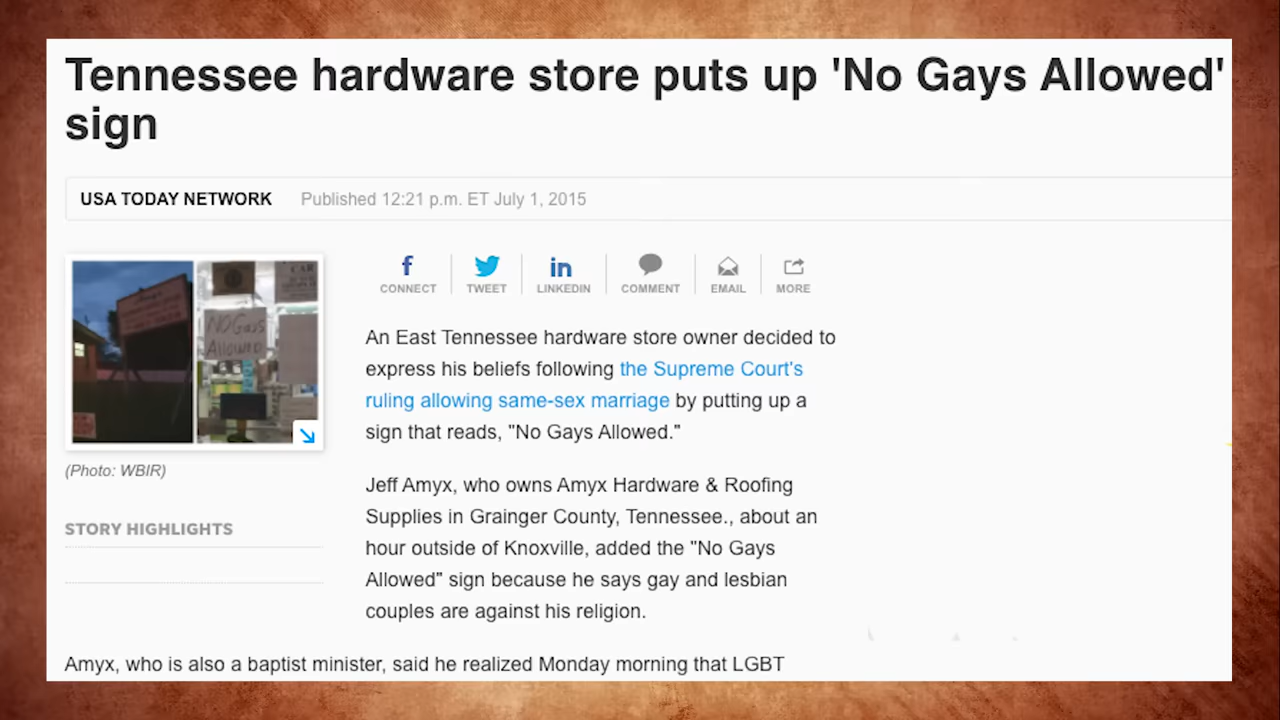 Tennessee hardware store puts up 'No Gays Allowed'
sign
USA TODAY NETWORK Published 12:21 p.m. ET July 1, 2015
CONNECT TWEET LINKEDIN COMMENT EMAIL MORE
NO Gays
Allowed
(Photo: WBIR)
STORY HIGHLIGHTS
An East Tennessee hardware store owner decided to
express his beliefs following the Supreme Court's
ruling allowing same-sex marriage by putting up a
sign that reads, "No Gays Allowed."
Jeff Amyx, who owns Amyx Hardware & Roofing
Supplies in Grainger County, Tennessee., about an
hour outside of Knoxville, added the "No Gays
Allowed" sign because he says gay and lesbian
couples are against his religion.
Amyx, who is also a baptist minister, said he realized Monday morning that LGBT